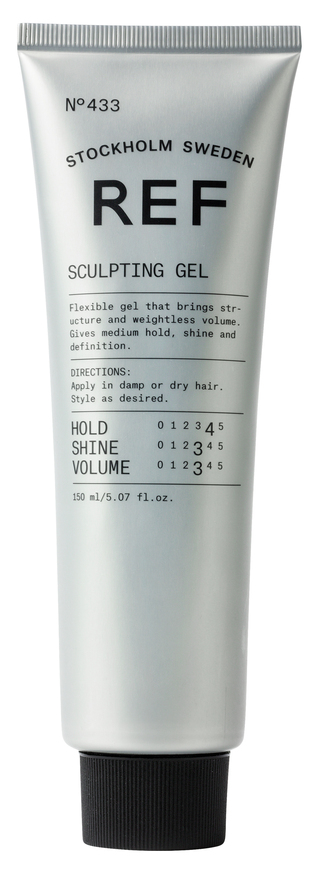 Nº433
STOCKHOLM SWEDEN
REF
SCULPTING GEL
Flexible gel that brings str-
ucture and weightless volume.
Gives medium hold, shine and
definition.
DIRECTIONS:
Apply in damp or dry hair.
Style as desired.
HOLD 0 1 2 3 4 5
SHINE 0 1 2 3 4 5
VOLUME 0 1 2 3 4 5
150 ml/5.07 fl.oz.